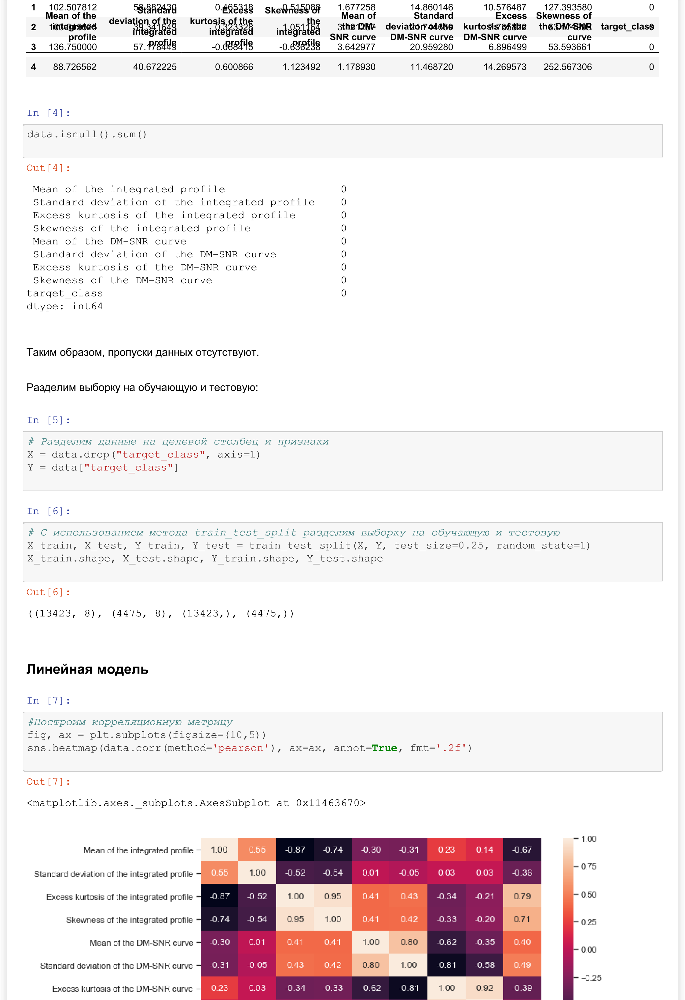 1 102.507812 58.882430 0.465318 -0.515088 1.677258 14.860146 10.576487 127.393580 0
Mean of the integrated profile Standard deviation of the integrated profile Excess kurtosis of the integrated profile Skewness of the integrated profile Mean of the DM-SNR curve Standard deviation of the DM-SNR curve Excess kurtosis of the DM-SNR curve Skewness of the DM-SNR curve target_class
2 39.341649 0.323328 1.051164
3 136.750000 57.178449 -0.068415 -0.636238 3.642977 20.959280 6.896499 53.593661 0
4 88.726562 40.672225 0.600866 1.123492 1.178930 11.468720 14.269573 252.567306 0
In [4]:
data.isnull().sum()
Out[4]:
Mean of the integrated profile 0
Standard deviation of the integrated profile 0
Excess kurtosis of the integrated profile 0
Skewness of the integrated profile 0
Mean of the DM-SNR curve 0
Standard deviation of the DM-SNR curve 0
Excess kurtosis of the DM-SNR curve 0
Skewness of the DM-SNR curve 0
target_class 0
dtype: int64
Таким образом, пропуски данных отсутствуют.
Разделим выборку на обучающую и тестовую:
In [5]:
# Разделим данные на целевой столбец и признаки
X = data.drop("target_class", axis=1)
Y = data["target_class"]
In [6]:
# С использованием метода train_test_split разделим выборку на обучающую и тестовую
X_train, X_test, Y_train, Y_test = train_test_split(X, Y, test_size=0.25, random_state=1)
X_train.shape, X_test.shape, Y_train.shape, Y_test.shape
Out[6]:
((13423, 8), (4475, 8), (13423,), (4475,))
Линейная модель
In [7]:
#Построим корреляционную матрицу
fig, ax = plt.subplots(figsize=(10,5))
sns.heatmap(data.corr(method='pearson'), ax=ax, annot=True, fmt='.2f')
Out[7]:
<matplotlib.axes._subplots.AxesSubplot at 0x11463670>
Mean of the integrated profile 1.00 0.55 -0.87 -0.74 -0.30 -0.31 0.23 0.14 -0.67
Standard deviation of the integrated profile 0.55 1.00 -0.52 -0.54 0.01 -0.05 0.03 0.03 -0.36
Excess kurtosis of the integrated profile -0.87 -0.52 1.00 0.95 0.41 0.43 -0.34 -0.21 0.79
Skewness of the integrated profile -0.74 -0.54 0.95 1.00 0.41 0.42 -0.33 -0.20 0.71
Mean of the DM-SNR curve -0.30 0.01 0.41 0.41 1.00 0.80 -0.62 -0.35 0.40
Standard deviation of the DM-SNR curve -0.31 -0.05 0.43 0.42 0.80 1.00 -0.81 -0.58 0.49
Excess kurtosis of the DM-SNR curve 0.23 0.03 -0.34 -0.33 -0.62 -0.81 1.00 0.92 -0.39
1.00
0.75
0.50
0.25
0.00
-0.25